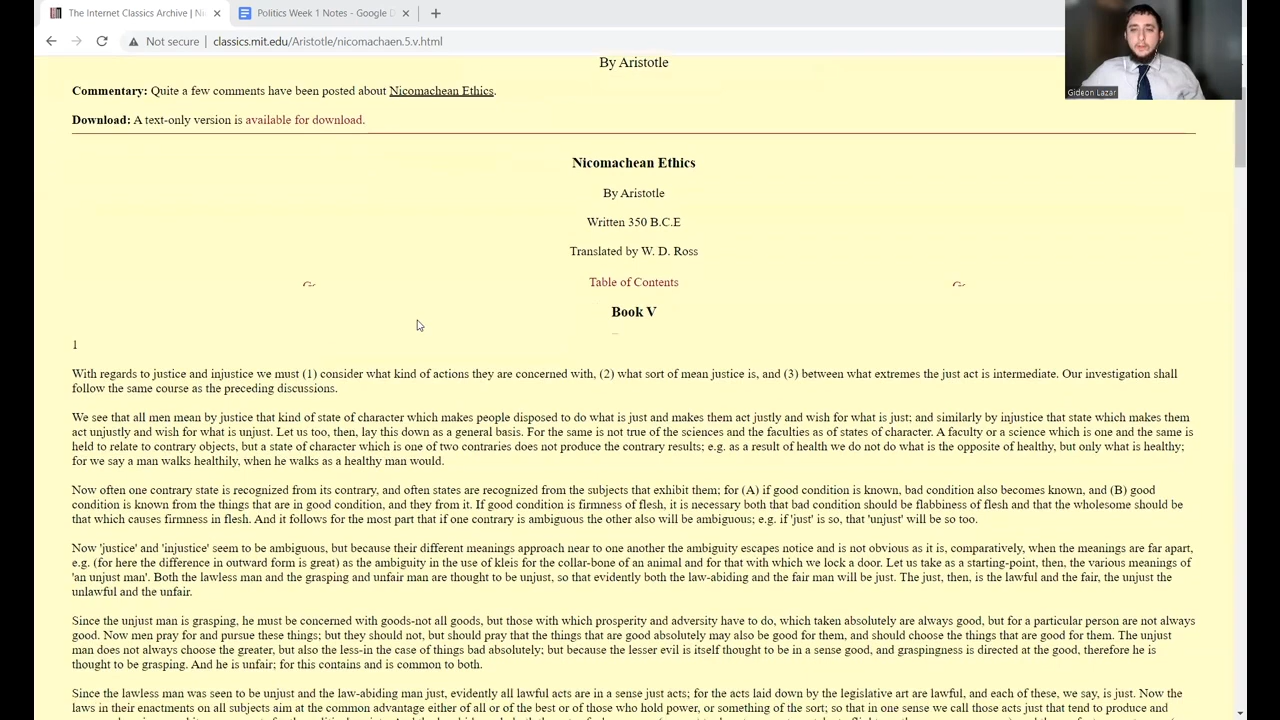 The Internet Classics Archive | Ni
Politics Week 1 Notes - Google D
Not secure
classics.mit.edu/Aristotle/nicomachaen.5.v.html
Gideon Lazar
By Aristotle
Commentary: Quite a few comments have been posted about Nicomachean Ethics.
Download: A text-only version is available for download.
Nicomachean Ethics
By Aristotle
Written 350 B.C.E
Translated by W. D. Ross
Table of Contents
Book V
1
With regards to justice and injustice we must (1) consider what kind of actions they are concerned with, (2) what sort of mean justice is, and (3) between what extremes the just act is intermediate. Our investigation shall
follow the same course as the preceding discussions.
We see that all men mean by justice that kind of state of character which makes people disposed to do what is just and makes them act justly and wish for what is just; and similarly by injustice that state which makes them
act unjustly and wish for what is unjust. Let us too, then, lay this down as a general basis. For the same is not true of the sciences and the faculties as of states of character. A faculty or a science which is one and the same is
held to relate to contrary objects, but a state of character which is one of two contraries does not produce the contrary results; e.g. as a result of health we do not do what is the opposite of healthy, but only what is healthy;
for we say a man walks healthily, when he walks as a healthy man would.
Now often one contrary state is recognized from its contrary, and often states are recognized from the subjects that exhibit them; for (A) if good condition is known, bad condition also becomes known, and (B) good
condition is known from the things that are in good condition, and they from it. If good condition is firmness of flesh, it is necessary both that bad condition should be flabbiness of flesh and that the wholesome should be
that which causes firmness in flesh. And it follows for the most part that if one contrary is ambiguous the other also will be ambiguous; e.g. if 'just' is so, that 'unjust' will be so too.
Now 'justice' and 'injustice' seem to be ambiguous, but because their different meanings approach near to one another the ambiguity escapes notice and is not obvious as it is, comparatively, when the meanings are far apart,
e.g. (for here the difference in outward form is great) as the ambiguity in the use of kleis for the collar-bone of an animal and for that with which we lock a door. Let us take as a starting-point, then, the various meanings of
'an unjust man'. Both the lawless man and the grasping and unfair man are thought to be unjust, so that evidently both the law-abiding and the fair man will be just. The just, then, is the lawful and the fair, the unjust the
unlawful and the unfair.
Since the unjust man is grasping, he must be concerned with goods-not all goods, but those with which prosperity and adversity have to do, which taken absolutely are always good, but for a particular person are not always
good. Now men pray for and pursue these things; but they should not, but should pray that the things that are good absolutely may also be good for them, and should choose the things that are good for them. The unjust
man does not always choose the greater, but also the less-in the case of things bad absolutely; but because the lesser evil is itself thought to be in a sense good, and graspingness is directed at the good, therefore he is
thought to be grasping. And he is unfair; for this contains and is common to both.
Since the lawless man was seen to be unjust and the law-abiding man just, evidently all lawful acts are in a sense just acts; for the acts laid down by the legislative art are lawful, and each of these, we say, is just. Now the
laws in their enactments on all subjects aim at the common advantage either of all or of the best or of those who hold power, or something of the sort; so that in one sense we call those acts just that tend to produce and